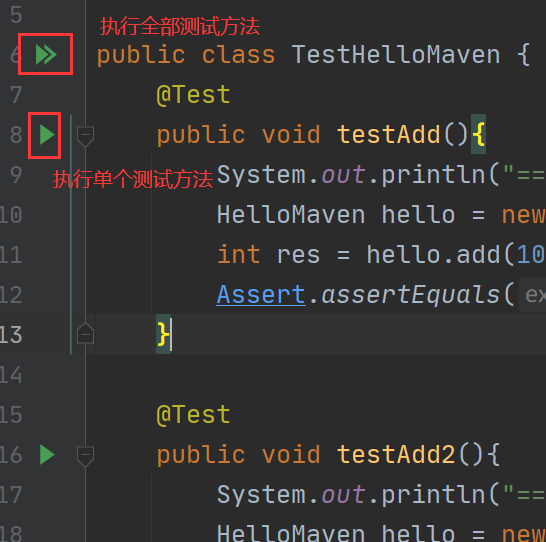 5
执行全部测试方法
6 public class TestHelloMaven {
7 @Test
8 public void testAdd(){
9 System.out.println("==
执行单个测试方法
10 HelloMaven hello = new
11 int res = hello.add(10
12 Assert.assertEquals( ex
13 }
14
15 @Test
16 public void testAdd2(){
17 System.out.println("==
18 HelloMaven hello = new